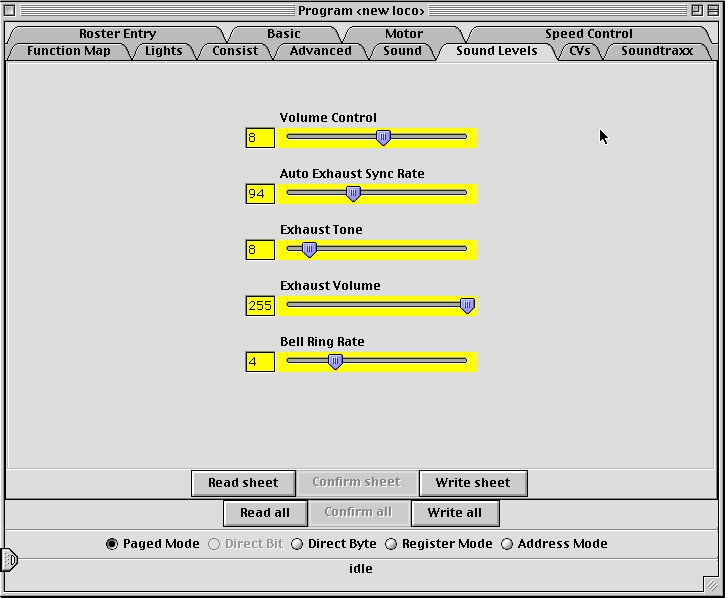 Program <new loco>
Roster Entry Basic Motor Speed Control
Function Map Lights Consist Advanced Sound Sound Levels CVs Soundtraxx
Volume Control
8
Auto Exhaust Sync Rate
94
Exhaust Tone
8
Exhaust Volume
255
Bell Ring Rate
4
Read sheet Confirm sheet Write sheet
Read all Confirm all Write all
Paged Mode Direct Bit Direct Byte Register Mode Address Mode
idle